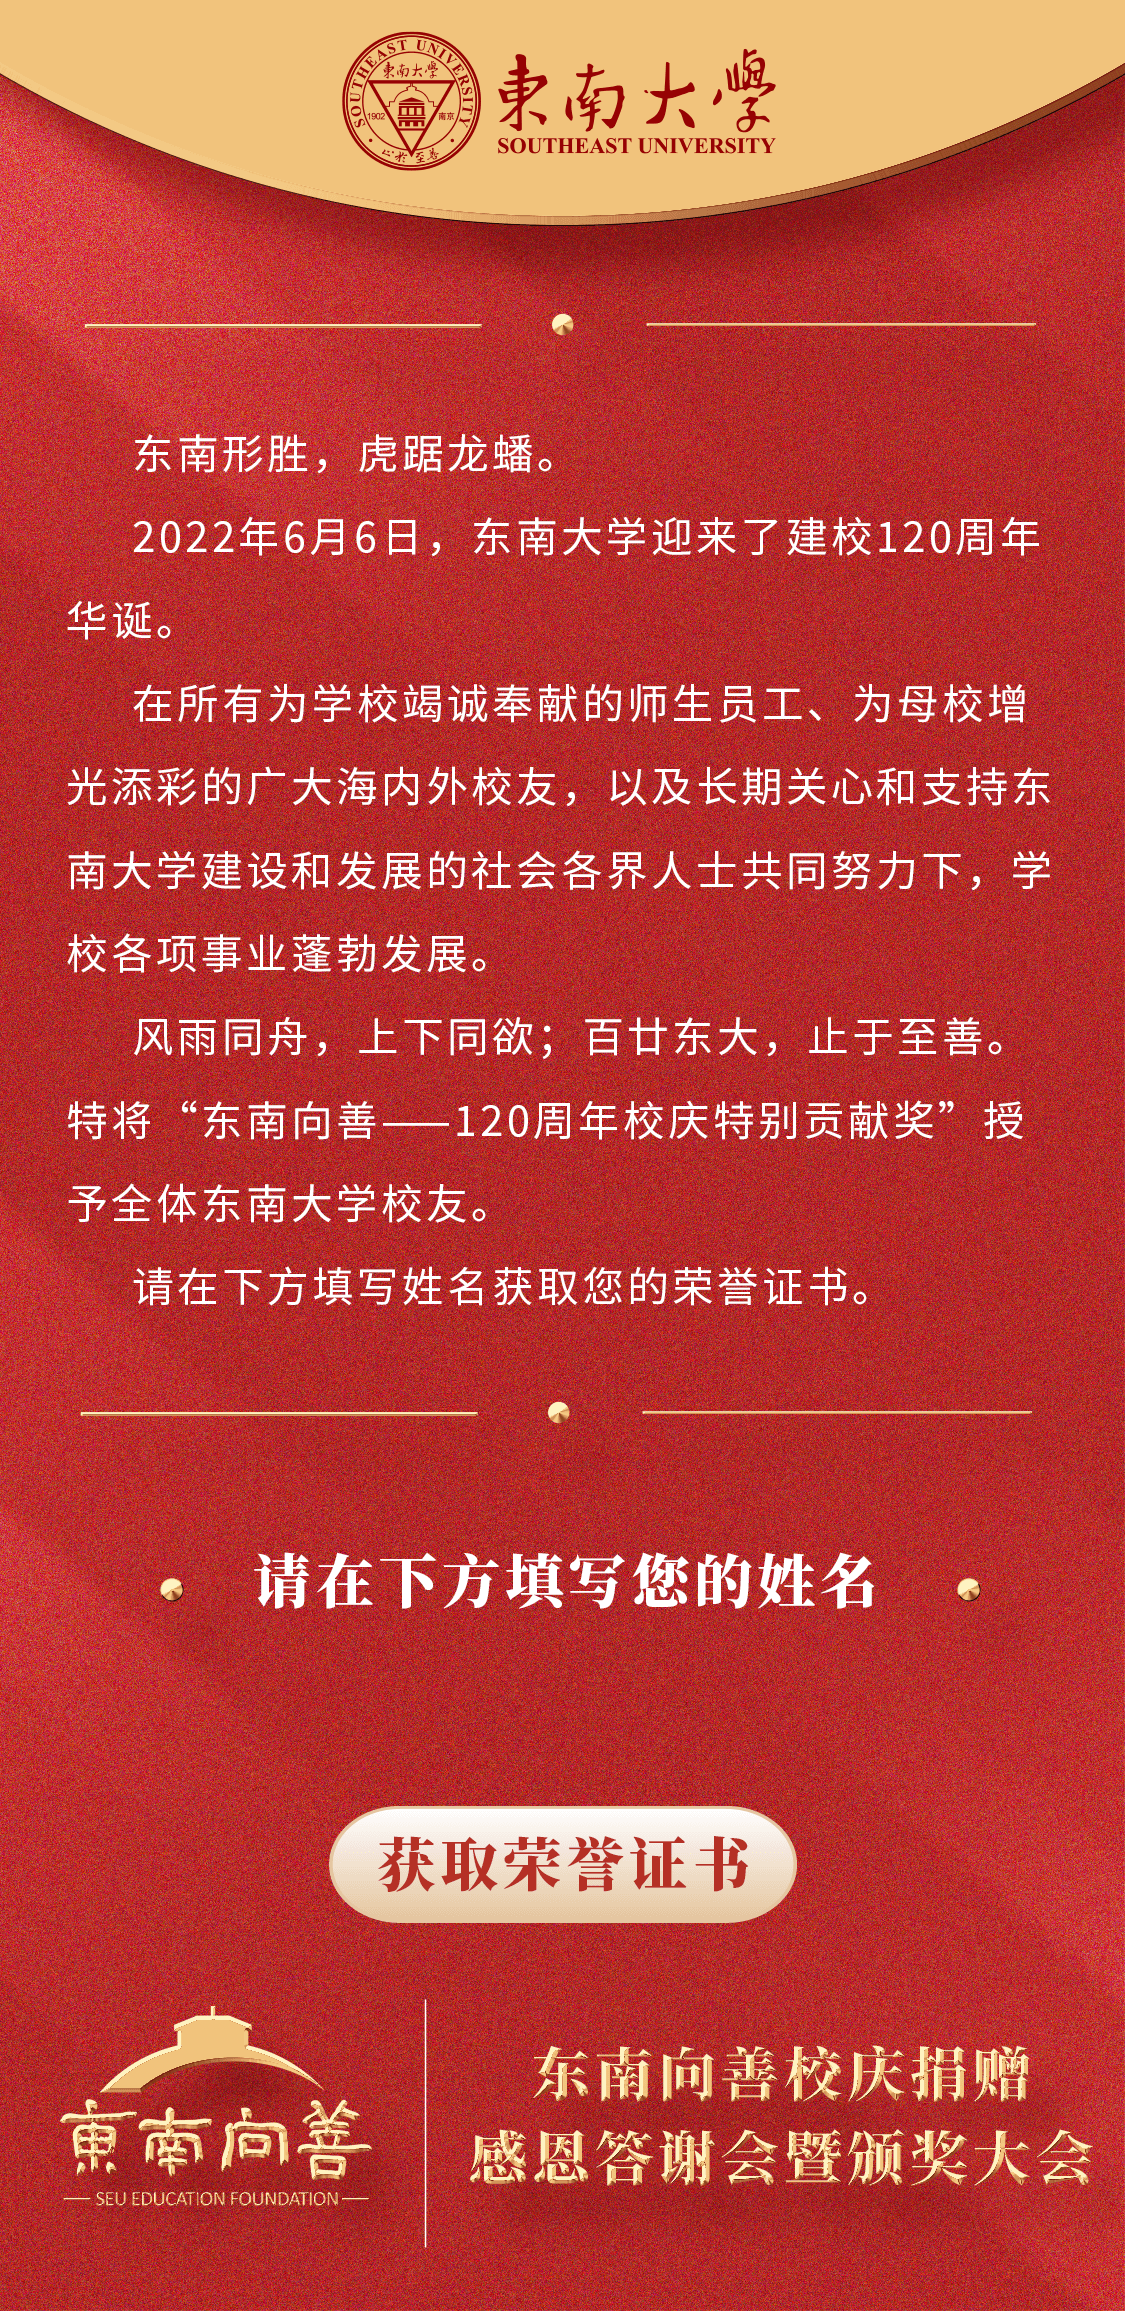 SOUTHEAST UNIVERSITY
東南大學
1902 南京
止於至善
東南大學
SOUTHEAST UNIVERSITY
东南形胜，虎踞龙蟠。
2022年6月6日，东南大学迎来了建校120周年
华诞。
在所有为学校竭诚奉献的师生员工、为母校增
光添彩的广大海内外校友，以及长期关心和支持东
南大学建设和发展的社会各界人士共同努力下，学
校各项事业蓬勃发展。
风雨同舟，上下同欲；百廿东大，止于至善。
特将“东南向善——120周年校庆特别贡献奖”授
予全体东南大学校友。
请在下方填写姓名获取您的荣誉证书。
请在下方填写您的姓名
获取荣誉证书
東南向善
SEU EDUCATION FOUNDATION
东南向善校庆捐赠
感恩答谢会暨颁奖大会